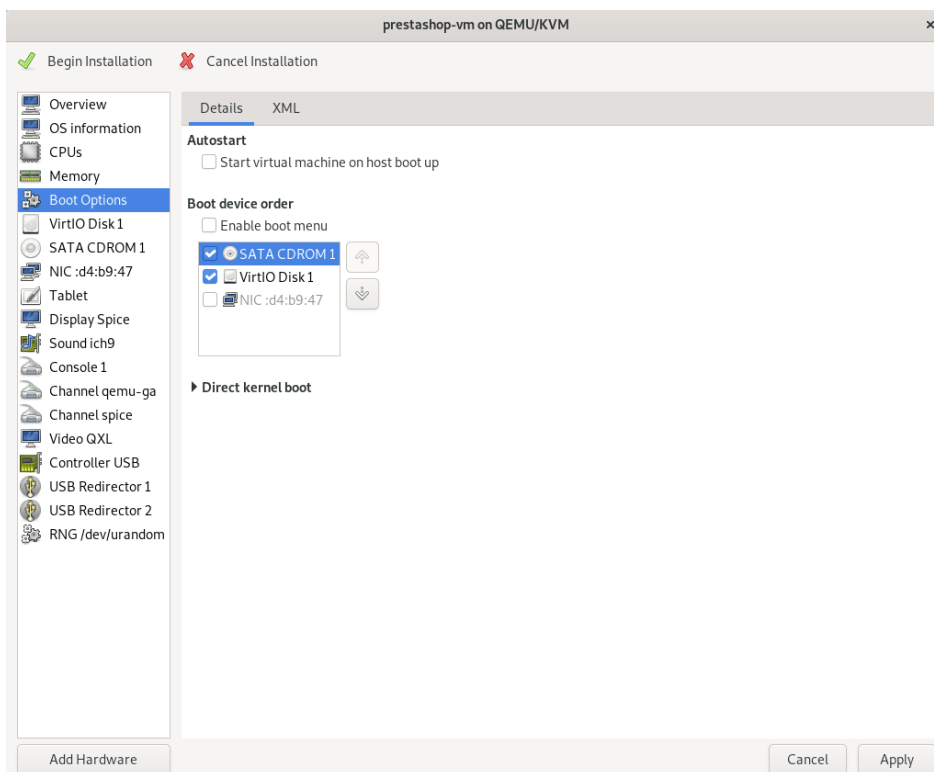 prestashop-vm on QEMU/KVM
×
Begin Installation
Cancel Installation
Overview
OS information
CPUs
Memory
Boot Options
VirtIO Disk 1
SATA CDROM 1
NIC :d4:b9:47
Tablet
Display Spice
Sound ich9
Console 1
Channel qemu-ga
Channel spice
Video QXL
Controller USB
USB Redirector 1
USB Redirector 2
RNG /dev/urandom
Add Hardware
Details XML
Autostart
Start virtual machine on host boot up
Boot device order
Enable boot menu
SATA CDROM 1
VirtIO Disk 1
NIC :d4:b9:47
Direct kernel boot
Cancel Apply